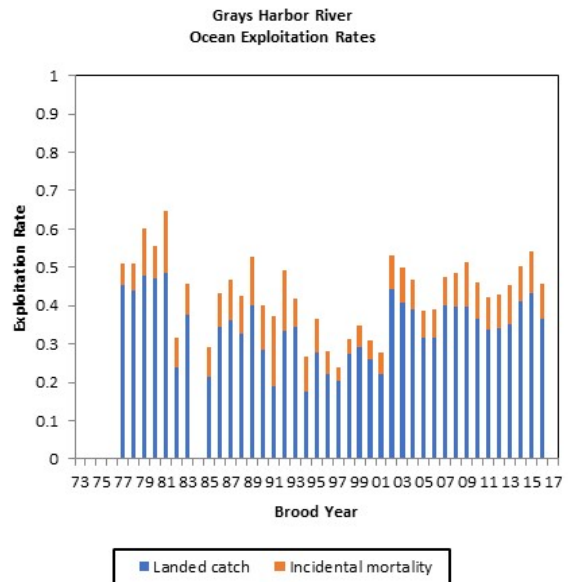 Grays Harbor River
Ocean Exploitation Rates
1
0.9
0.8
0.7
0.6
0.5
0.4
0.3
0.2
0.1
0
Exploitation Rate
73 75 77 79 81 83 85 87 89 91 93 95 97 99 01 03 05 07 09 11 13 15 17
Brood Year
Landed catch Incidental mortality